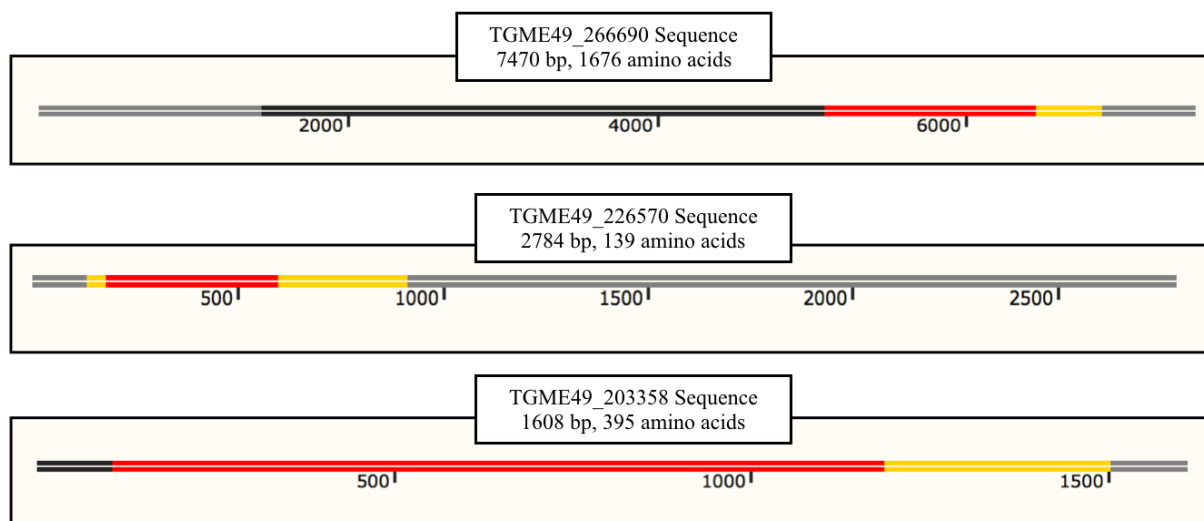 TGME49_266690 Sequence
7470 bp, 1676 amino acids
2000 4000 6000
TGME49_226570 Sequence
2784 bp, 139 amino acids
500 1000 1500 2000 2500
TGME49_203358 Sequence
1608 bp, 395 amino acids
500 1000 1500